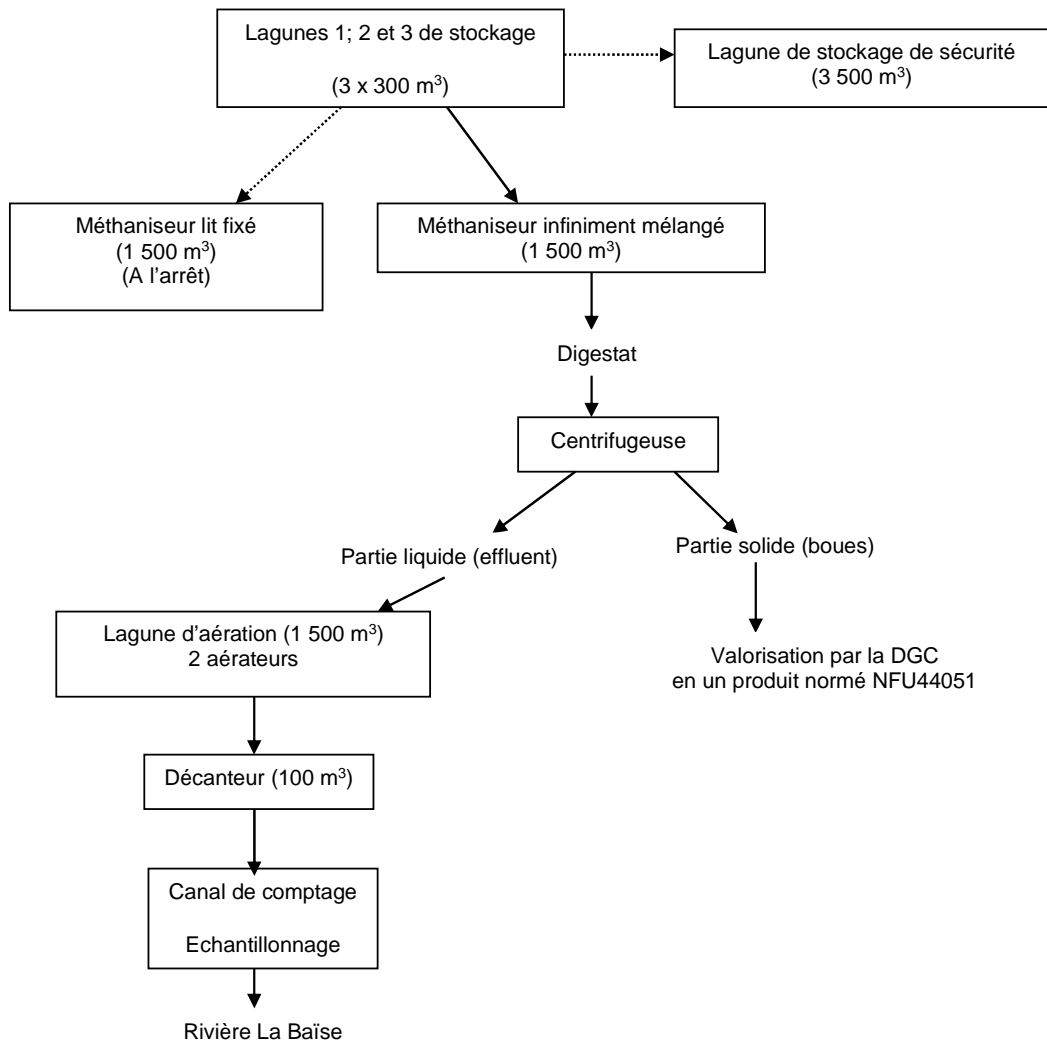 Lagunes 1; 2 et 3 de stockage
(3 x 300 m³)
Lagune de stockage de sécurité
(3 500 m³)
Méthaniseur lit fixé
(1 500 m³)
(A l'arrêt)
Méthaniseur infiniment mélangé
(1 500 m³)
Digestat
Centrifugeuse
Partie liquide (effluent)
Partie solide (boues)
Lagune d'aération (1 500 m³)
2 aérateurs
Valorisation par la DGC
en un produit normé NFU44051
Décanteur (100 m³)
Canal de comptage
Echantillonnage
Rivière La Baïse